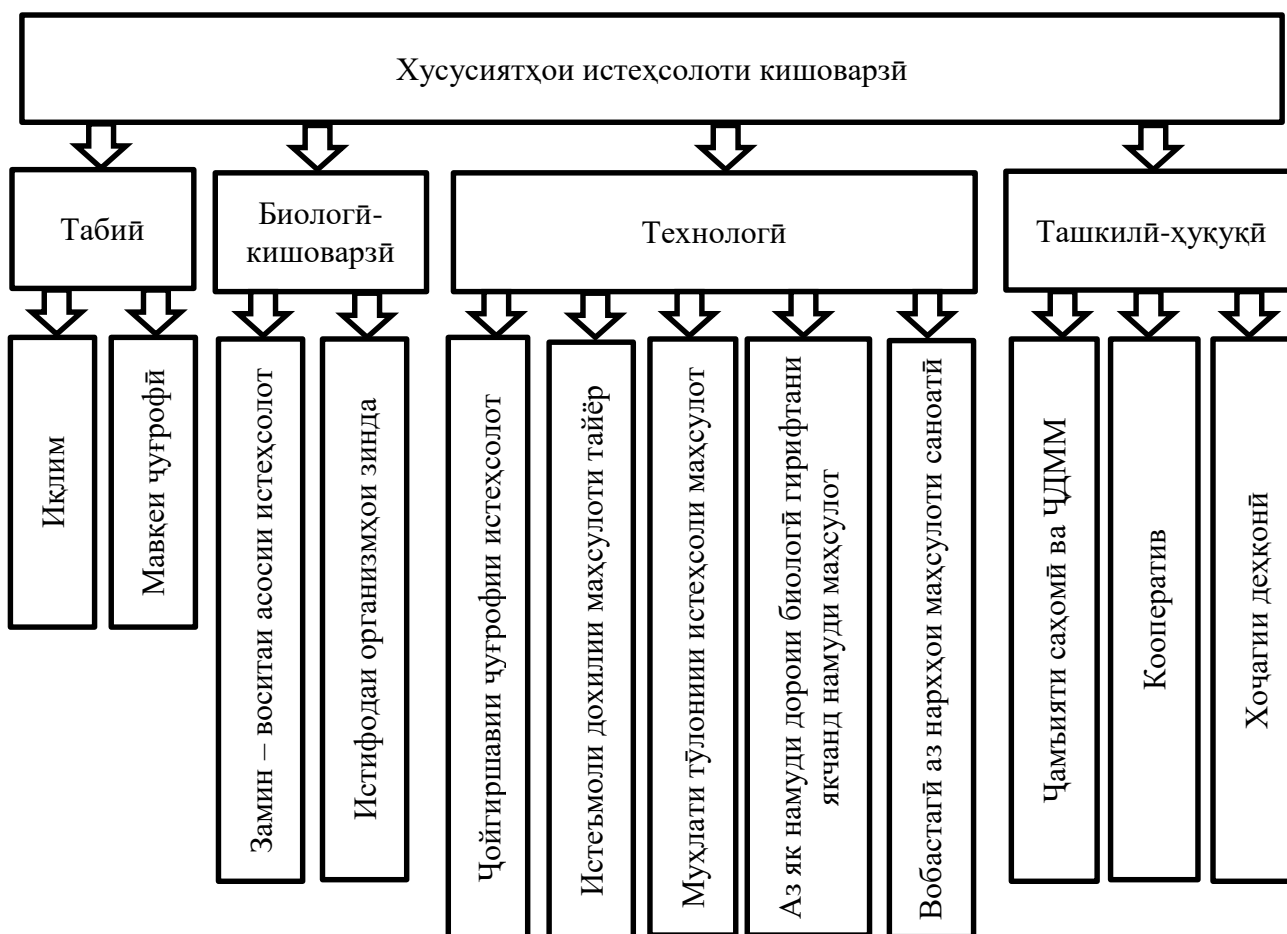 Хусусиятҳои истеҳсолоти кишоварзӣ
Табиӣ
Биологӣ-
кишоварзӣ
Технологӣ
Ташкилӣ-ҳуқуқӣ
Иқлим
Мавқеи ҷуғрофӣ
Замин – воситаи асосии истеҳсолот
Истифодаи организмҳои зинда
Ҷойгиршавии ҷуғрофии истеҳсолот
Истеъмоли дохилии маҳсулоти тайёр
Муҳлати тӯлонии истеҳсоли маҳсулот
Аз як намуди дорои биологӣ гирифтани
якчанд намуди маҳсулот
Вобастагӣ аз нархҳои маҳсулоти саноатӣ
Ҷамъияти саҳомӣ ва ҶДММ
Кооператив
Хоҷагии деҳқонӣ